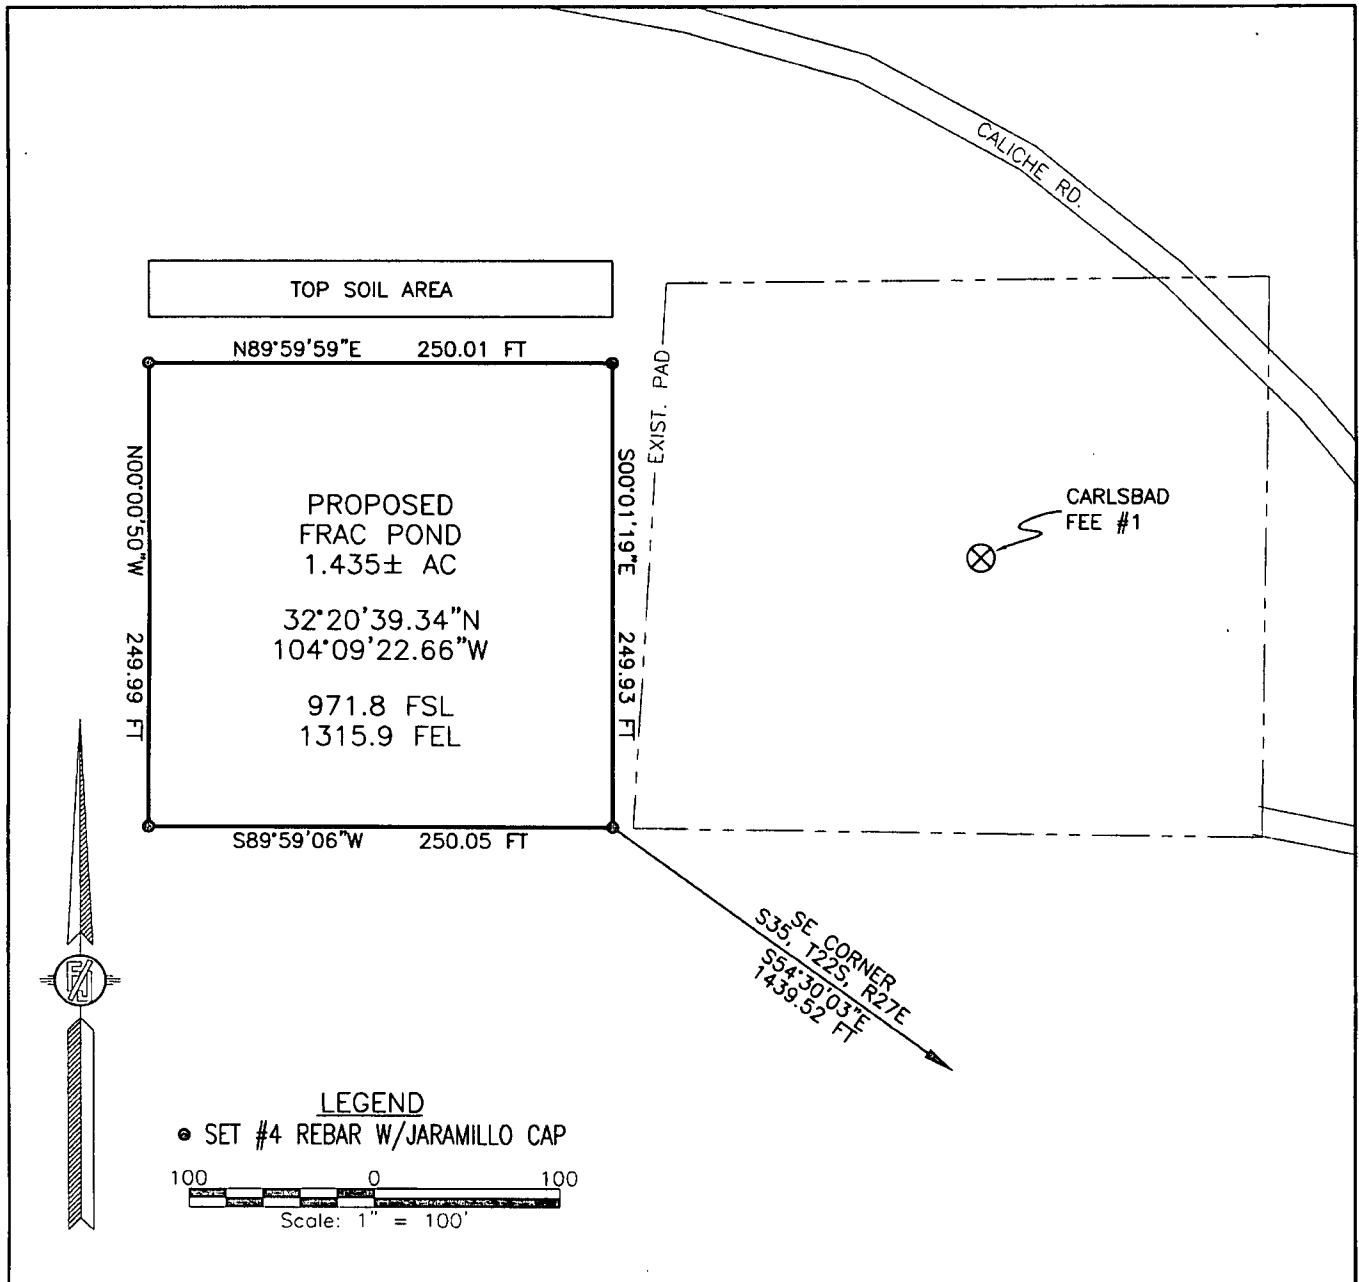 CALICHE RD.
TOP SOIL AREA
N89°59'59"E 250.01 FT
EXIST. PAD
N00°00'50"W 249.99 FT
S00°01'19"E 249.93 FT
PROPOSED
FRAC POND
1.435± AC
32°20'39.34"N
104°09'22.66"W
971.8 FSL
1315.9 FEL
CARLSBAD
FEE #1
S89°59'06"W 250.05 FT
SE CORNER
S35, T22S, R27E
S54°30'03"E
1439.52 FT
LEGEND
SET #4 REBAR W/JARAMILLO CAP
100 0 100
Scale: 1" = 100'